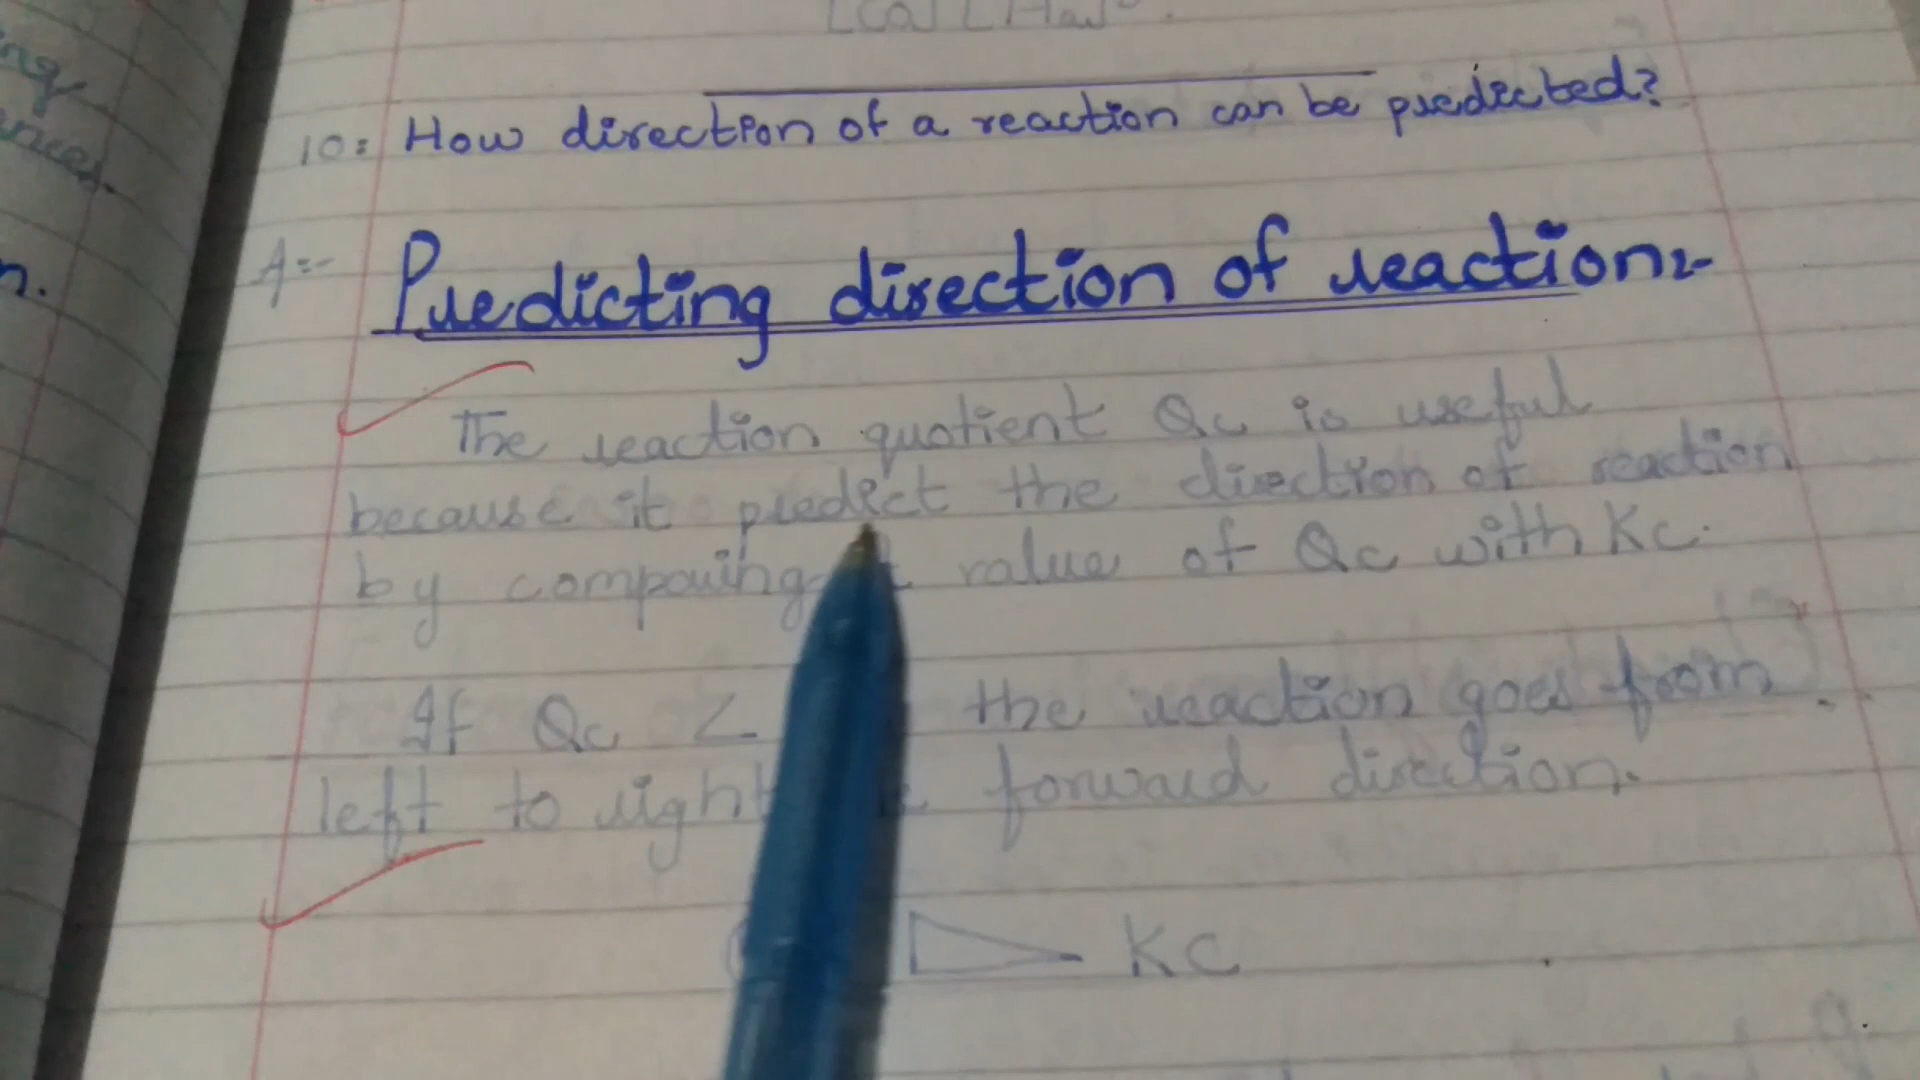 10: How direction of a reaction can be predicted?
A:- Predicting direction of reaction:-
The reaction quotient Qc is useful
because it predict the direction of reaction
by comparing value of Qc with Kc.
If Qc < the reaction goes from
left to right forward direction.
KC